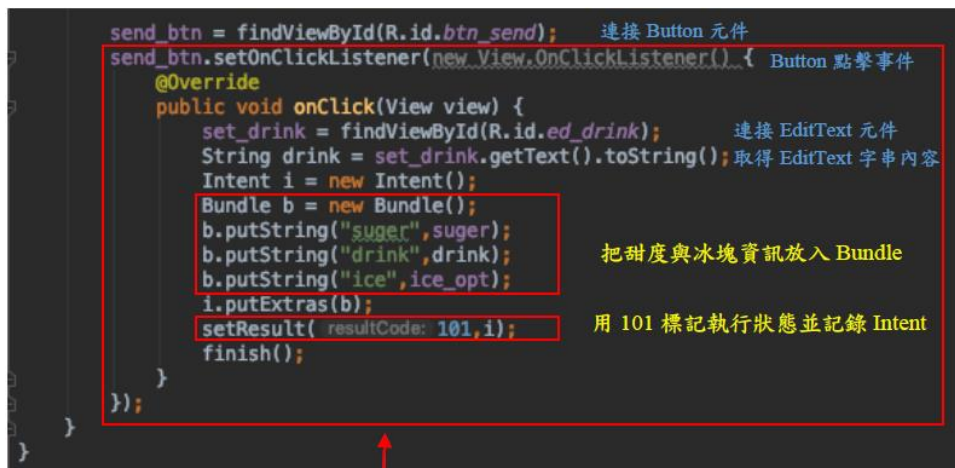 send_btn = findViewById(R.id.btn_send); 連接 Button 元件
send_btn.setOnClickListener(new View.OnClickListener() { Button 點擊事件
@Override
public void onClick(View view) {
set_drink = findViewById(R.id.ed_drink); 連接 EditText 元件
String drink = set_drink.getText().toString(); 取得 EditText 字串內容
Intent i = new Intent();
Bundle b = new Bundle();
b.putString("suger",suger);
b.putString("drink",drink); 把甜度與冰塊資訊放入 Bundle
b.putString("ice",ice_opt);
i.putExtras(b);
setResult( resultCode: 101,i); 用 101 標記執行狀態並記錄 Intent
finish();
}
});
}
}